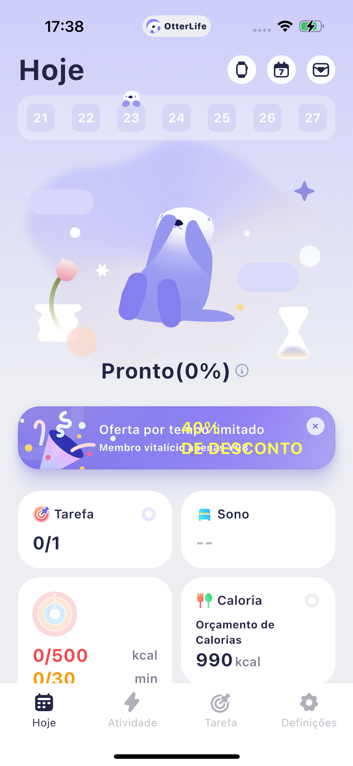 17:38
OtterLife
Hoje
7
21 22 23 24 25 26 27
Pronto(0%)
Oferta por tempo limitado
40%
DE DESCONTO
Membro vitalício apenas
Tarefa
0/1
Sono
--
Caloria
Orçamento de
Calorias
990 kcal
0/500 kcal
0/30 min
Hoje
Atividade
Tarefa
Definições